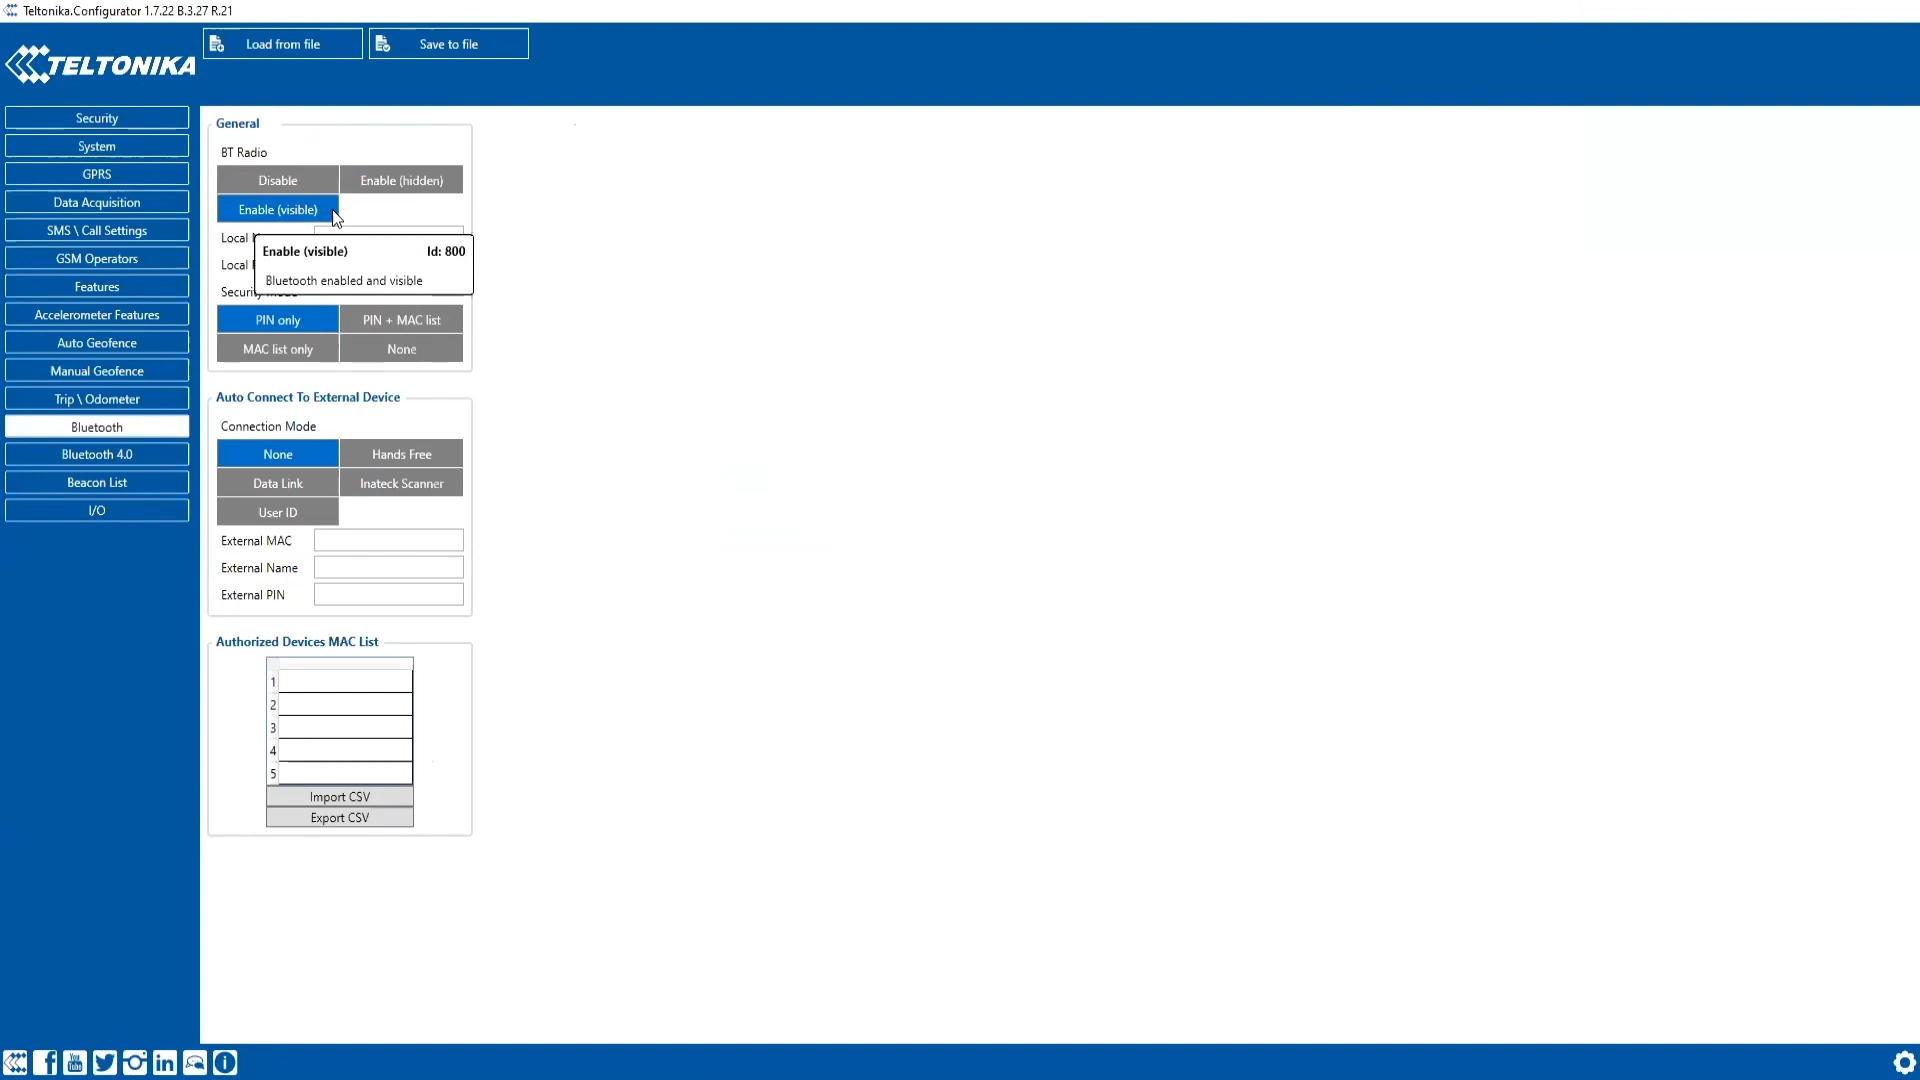 Teltonika.Configurator 1.7.22 B.3.27 R.21
Load from file
Save to file
TELTONIKA
Security
System
GPRS
Data Acquisition
SMS \ Call Settings
GSM Operators
Features
Accelerometer Features
Auto Geofence
Manual Geofence
Trip \ Odometer
Bluetooth
Bluetooth 4.0
Beacon List
I/O
General
BT Radio
Disable
Enable (hidden)
Enable (visible)
Local
Enable (visible) Id: 800
Local
Bluetooth enabled and visible
Security Mode
PIN only
PIN + MAC list
MAC list only
None
Auto Connect To External Device
Connection Mode
None
Hands Free
Data Link
Inateck Scanner
User ID
External MAC
External Name
External PIN
Authorized Devices MAC List
1
2
3
4
5
Import CSV
Export CSV
You
Tube